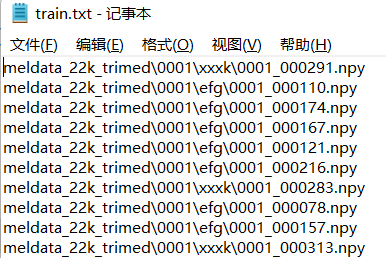 train.txt - 记事本
文件(F) 编辑(E) 格式(O) 视图(V) 帮助(H)
meldata_22k_trimed\0001\xxxk\0001_000291.npy
meldata_22k_trimed\0001\efg\0001_000110.npy
meldata_22k_trimed\0001\efg\0001_000174.npy
meldata_22k_trimed\0001\efg\0001_000167.npy
meldata_22k_trimed\0001\efg\0001_000121.npy
meldata_22k_trimed\0001\efg\0001_000216.npy
meldata_22k_trimed\0001\xxxk\0001_000283.npy
meldata_22k_trimed\0001\efg\0001_000078.npy
meldata_22k_trimed\0001\efg\0001_000157.npy
meldata_22k_trimed\0001\xxxk\0001_000313.npy